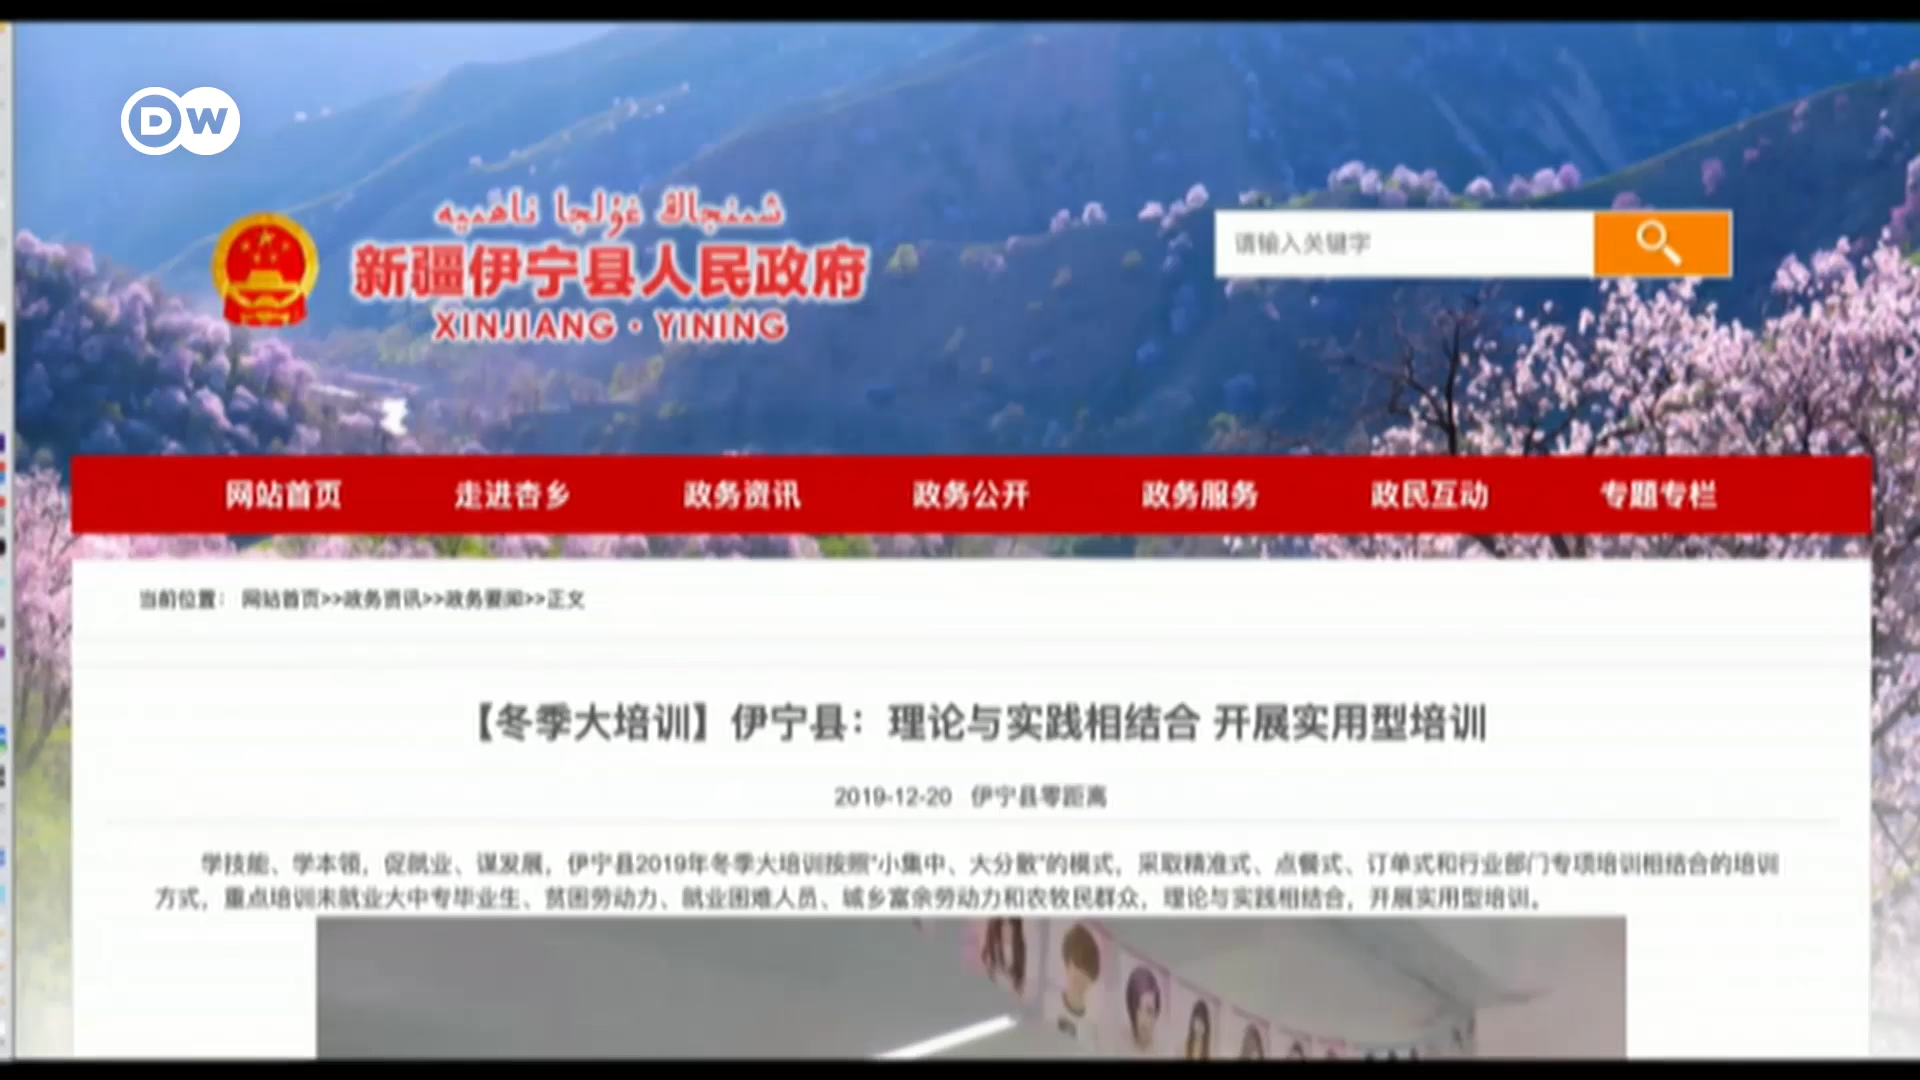 DW
شىنجاڭ غۇلجا ناھىيە
新疆伊宁县人民政府
XINJIANG · YINING
请输入关键字
网站首页 走进杏乡 政务资讯 政务公开 政务服务 政民互动 专题专栏
当前位置： 网站首页>>政务资讯>>政务要闻>>正文
【冬季大培训】伊宁县：理论与实践相结合 开展实用型培训
2019-12-20 伊宁县零距离
学技能、学本领，促就业、谋发展，伊宁县2019年冬季大培训按照“小集中、大分散”的模式，采取精准式、点餐式、订单式和行业部门专项培训相结合的培训
方式，重点培训未就业大中专毕业生、贫困劳动力、就业困难人员、城乡富余劳动力和农牧民群众，理论与实践相结合，开展实用型培训。